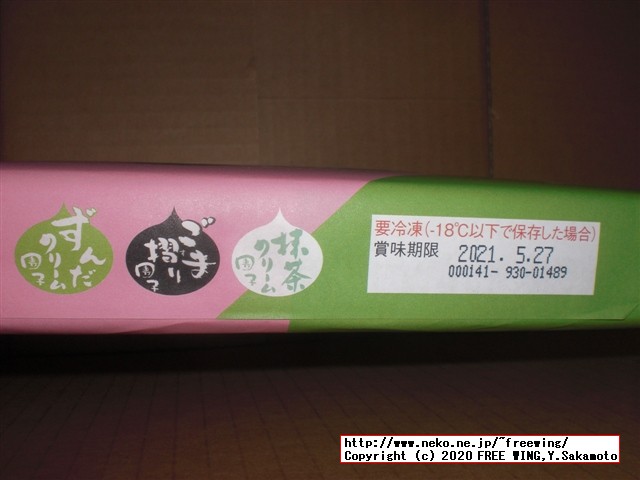 ずんだ
クリーム
団子
ごま
摺り
団子
抹茶
クリーム
団子
要冷凍(-18℃以下で保存した場合)
賞味期限 2021. 5.27
000141- 930-01489
http://www.neko.ne.jp/~freewing/
Copyright (c) 2020 FREE WING,Y.Sakamoto